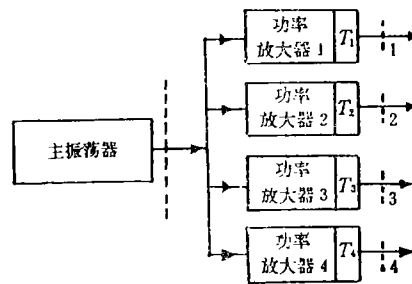 功率
放大器 1 T₁
1
功率
放大器 2 T₂
2
主振荡器
功率
放大器 3 T₃
3
功率
放大器 4 T₄
4